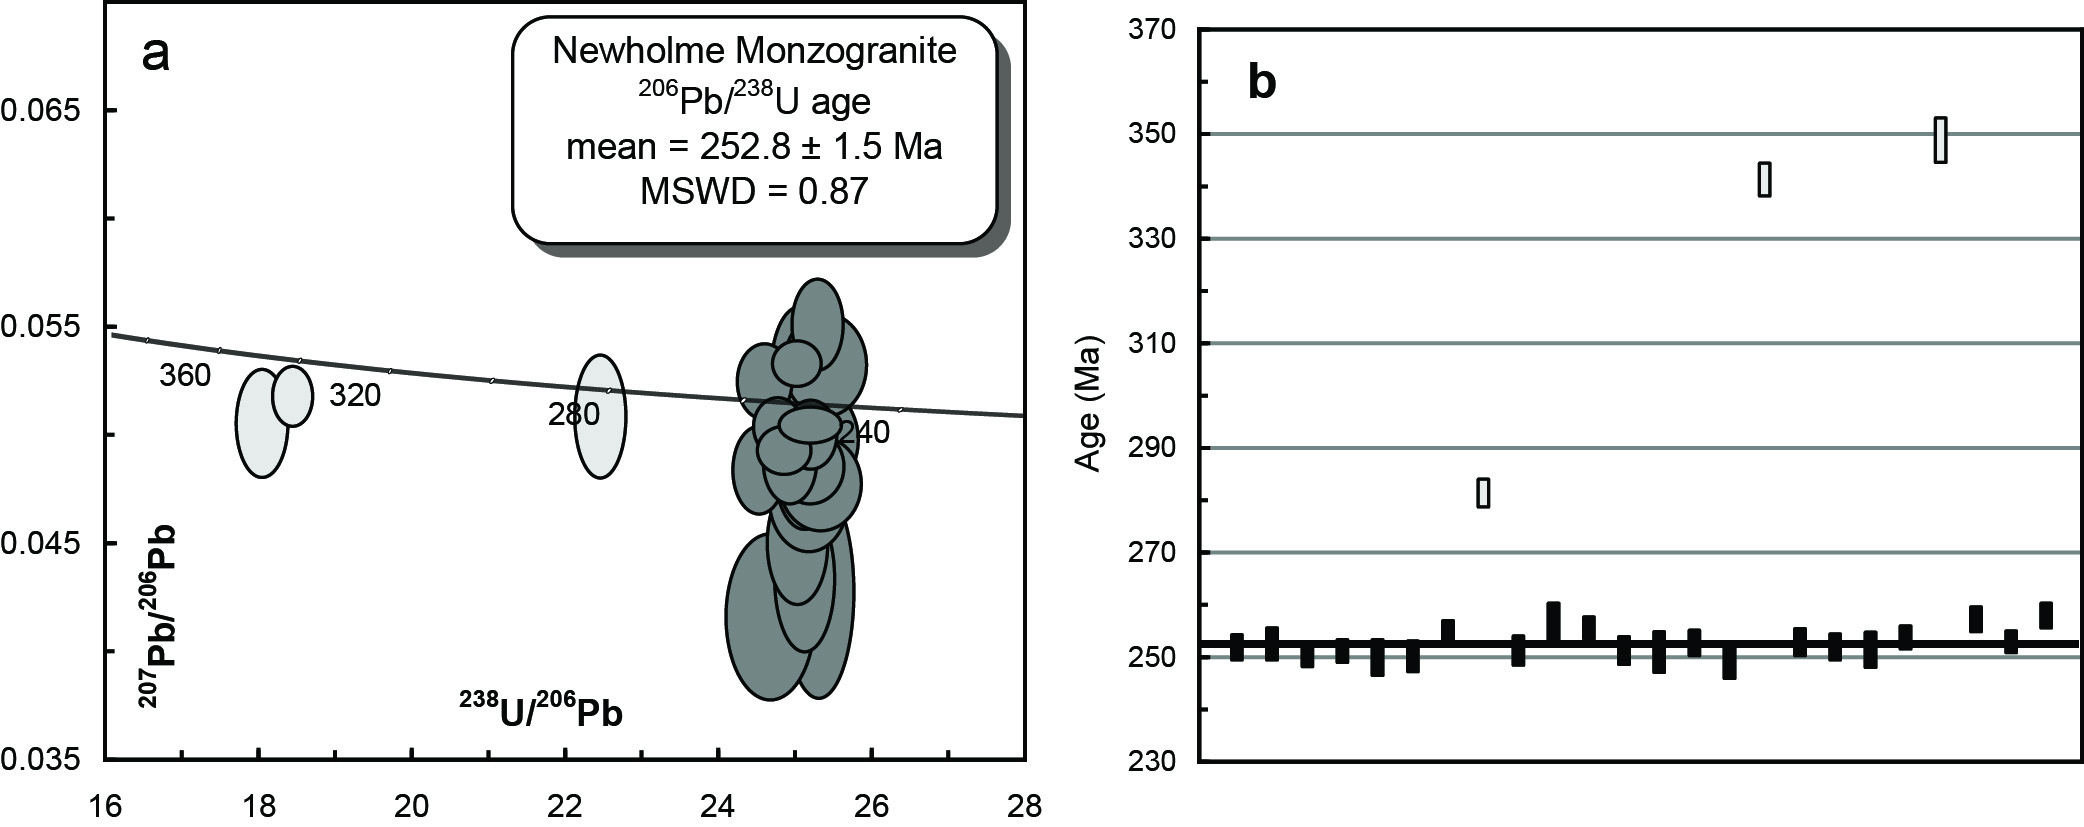 a
Newholme Monzogranite
²⁰⁶Pb/²³⁸U age
mean = 252.8 ± 1.5 Ma
MSWD = 0.87
0.065
0.055
0.045
0.035
360
320
280
240
²⁰⁷Pb/²⁰⁶Pb
²³⁸U/²⁰⁶Pb
16 18 20 22 24 26 28
b
Age (Ma)
370
350
330
310
290
270
250
230